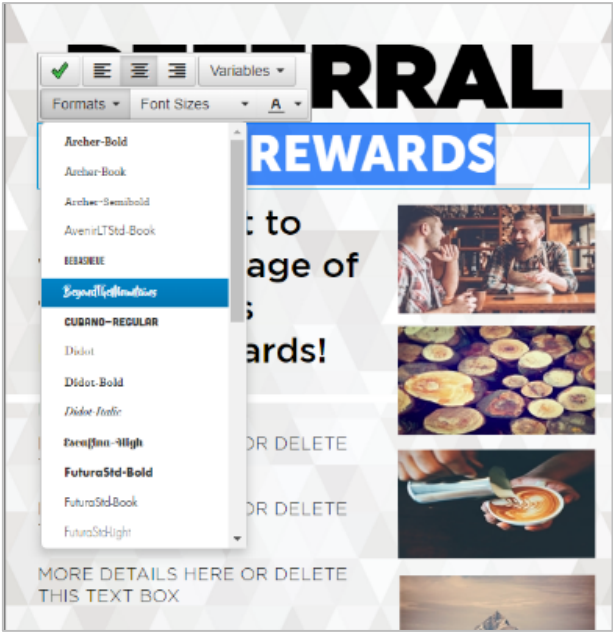 RRAL
Variables
Formats Font Sizes A
REWARDS
Archer-Bold
Archer-Book
Archer-Semibold
AvenirLTStd-Book
BEBASNEUE
BeyondTheMountains
CUBANO-REGULAR
Didot
Didot-Bold
Didot-Italic
FuturaStd-Bold
FuturaStd-Book
FuturaStd-Light
t to
age of
s
ards!
OR DELETE
OR DELETE
MORE DETAILS HERE OR DELETE
THIS TEXT BOX